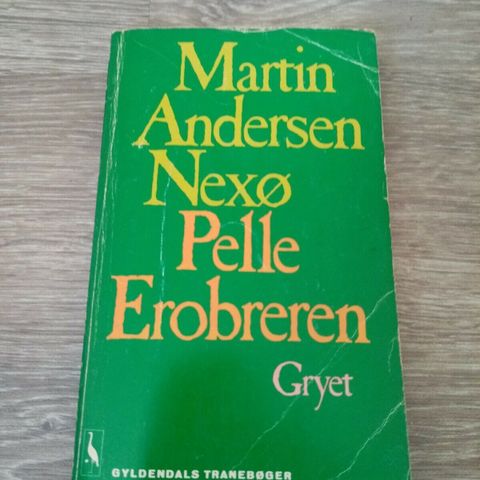 Martin
Andersen
Nexø
Pelle
Erobreren
Gryet
GYLDENDALS TRANEBØGER